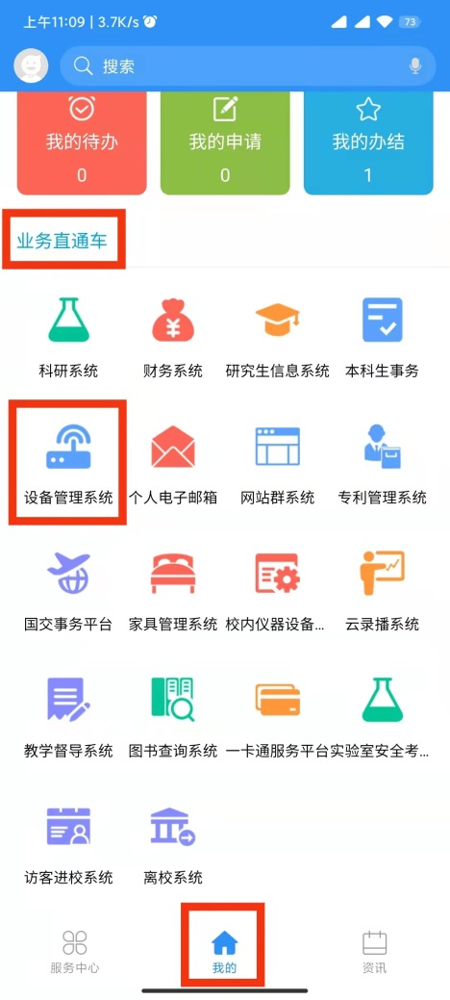 上午11:09 | 3.7K/s
73
搜索
我的待办
我的申请
我的办结
0
0
1
业务直通车
科研系统
财务系统
研究生信息系统
本科生事务
设备管理系统
个人电子邮箱
网站群系统
专利管理系统
国交事务平台
家具管理系统
校内仪器设备...
云录播系统
教学督导系统
图书查询系统
一卡通服务平台
实验室安全考...
访客进校系统
离校系统
服务中心
我的
资讯